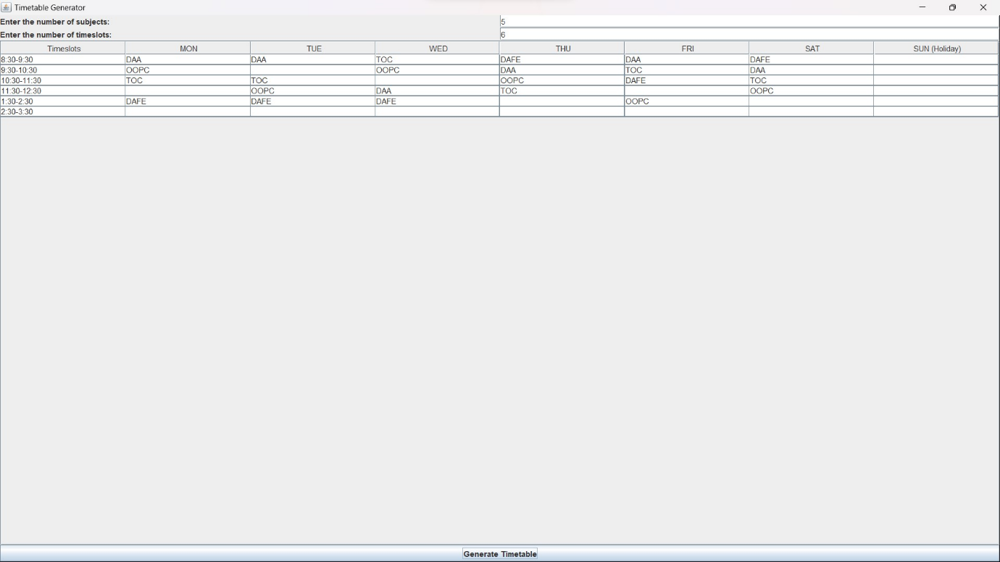 Timetable Generator
Enter the number of subjects: 5
Enter the number of timeslots: 6
Timeslots MON TUE WED THU FRI SAT SUN (Holiday)
8:30-9:30 DAA DAA TOC DAFE DAA DAFE
9:30-10:30 OOPC OOPC DAA TOC DAA
10:30-11:30 TOC TOC OOPC DAFE TOC
11:30-12:30 OOPC DAA TOC OOPC
1:30-2:30 DAFE DAFE DAFE OOPC
2:30-3:30
Generate Timetable